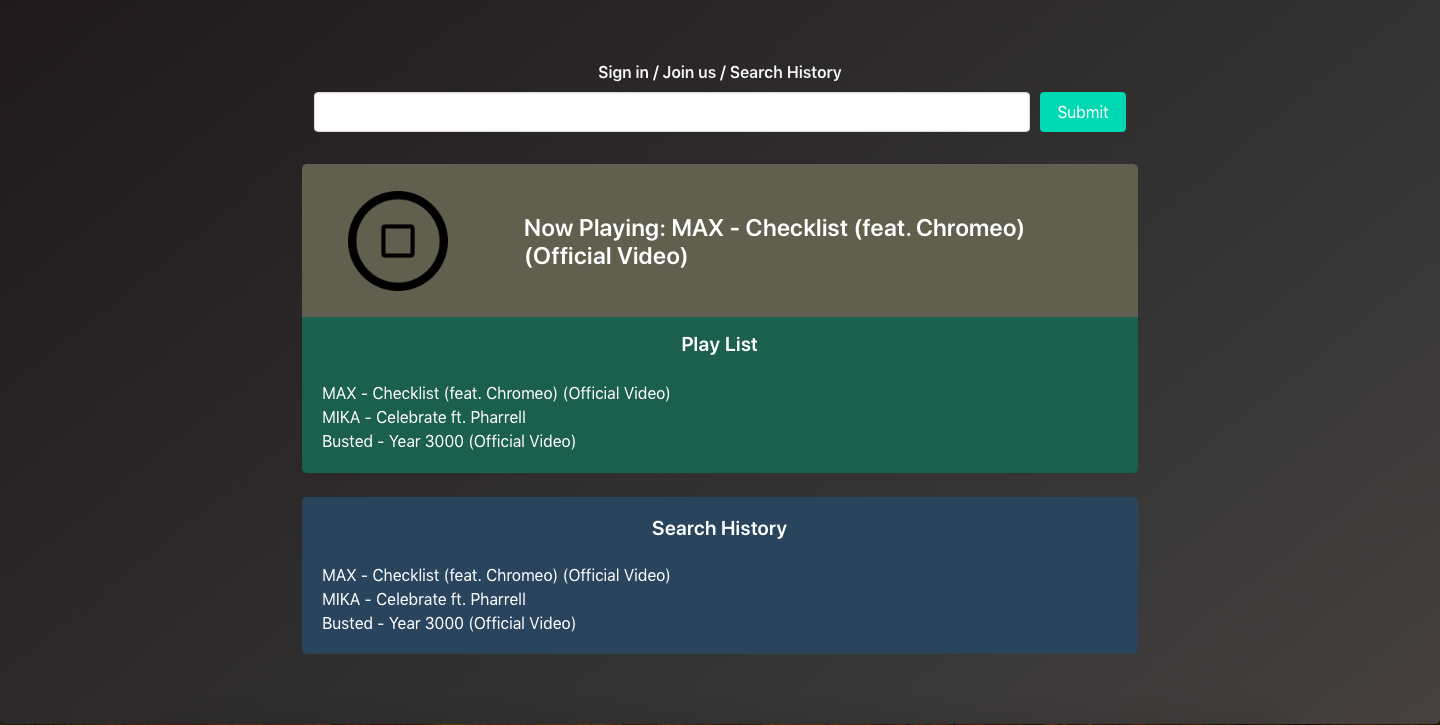 Sign in / Join us / Search History
Submit
Now Playing: MAX - Checklist (feat. Chromeo)
(Official Video)
Play List
MAX - Checklist (feat. Chromeo) (Official Video)
MIKA - Celebrate ft. Pharrell
Busted - Year 3000 (Official Video)
Search History
MAX - Checklist (feat. Chromeo) (Official Video)
MIKA - Celebrate ft. Pharrell
Busted - Year 3000 (Official Video)